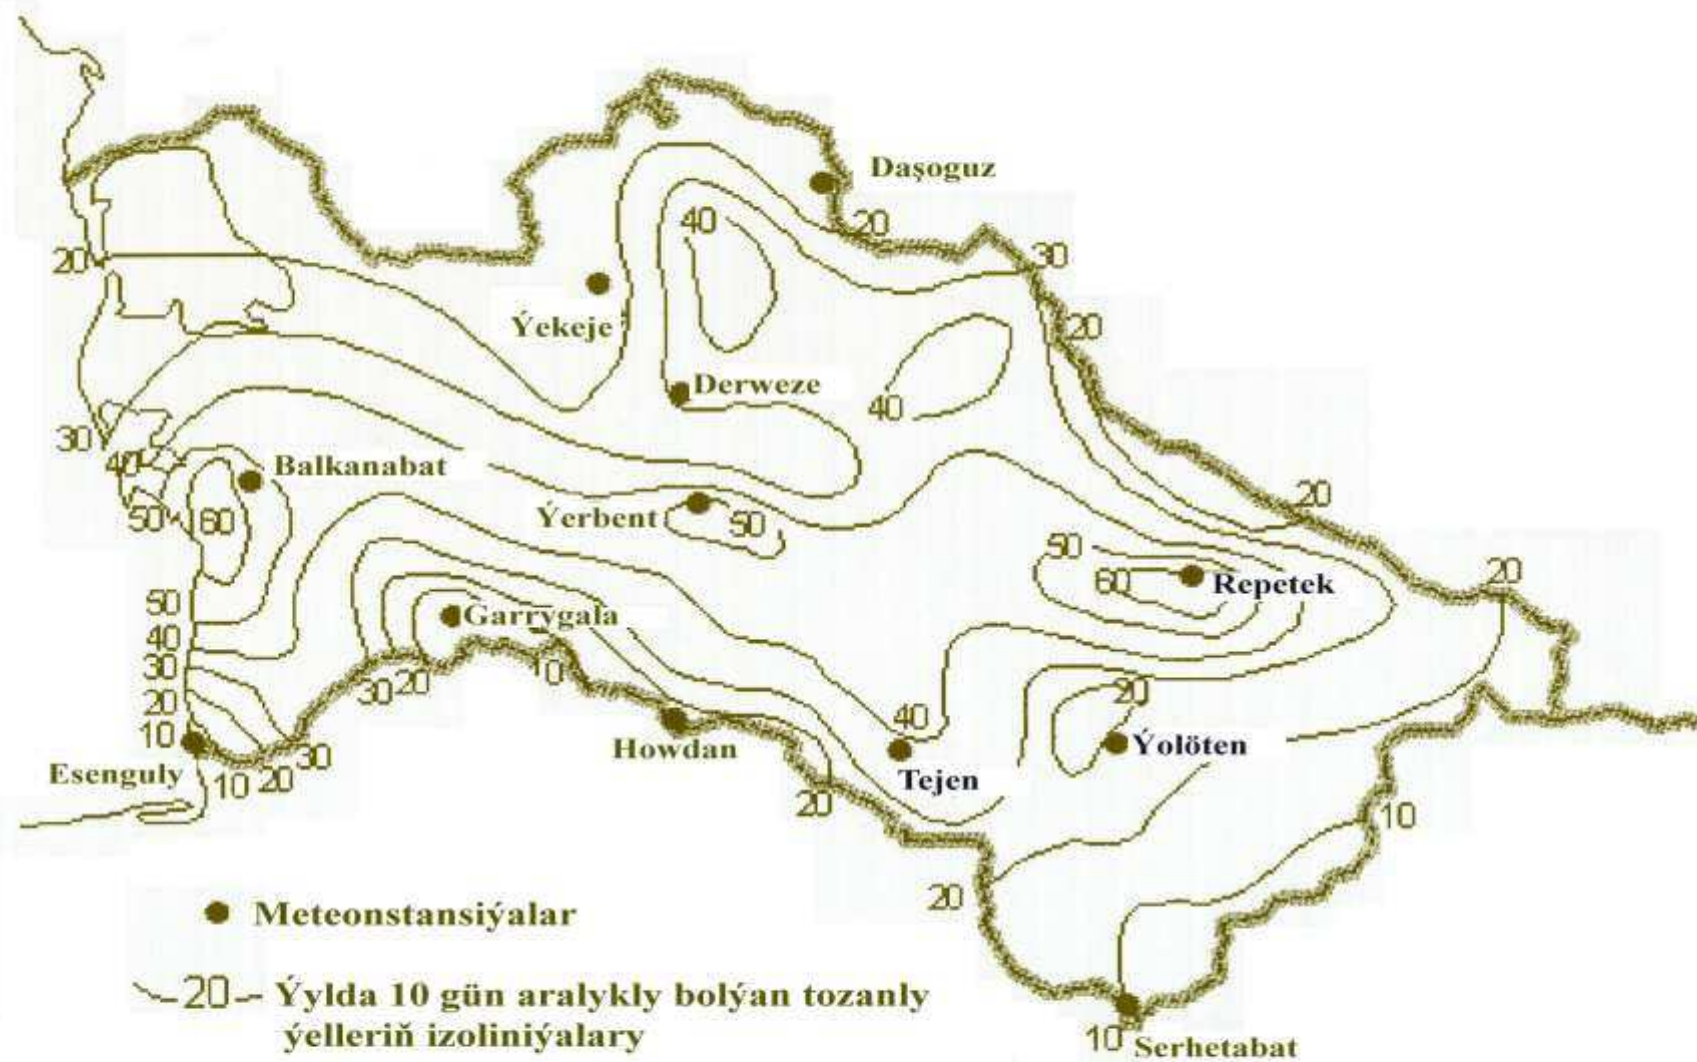 Daşoguz
40
20
20
30
Ýekeje
20
Derweze
40
30
40
Balkanabat
50
60
Ýerbent
50
20
50
60
Repetek
20
50
40
30
20
10
Garrygala
10
30
20
20
40
Ýolöten
Howdan
Tejen
Esenguly
10
20
30
20
10
20
Meteonstansiýalar
20 Ýylda 10 gün aralykly bolýan tozanly
ýelleriň izoliniýalary
10
Serhetabat